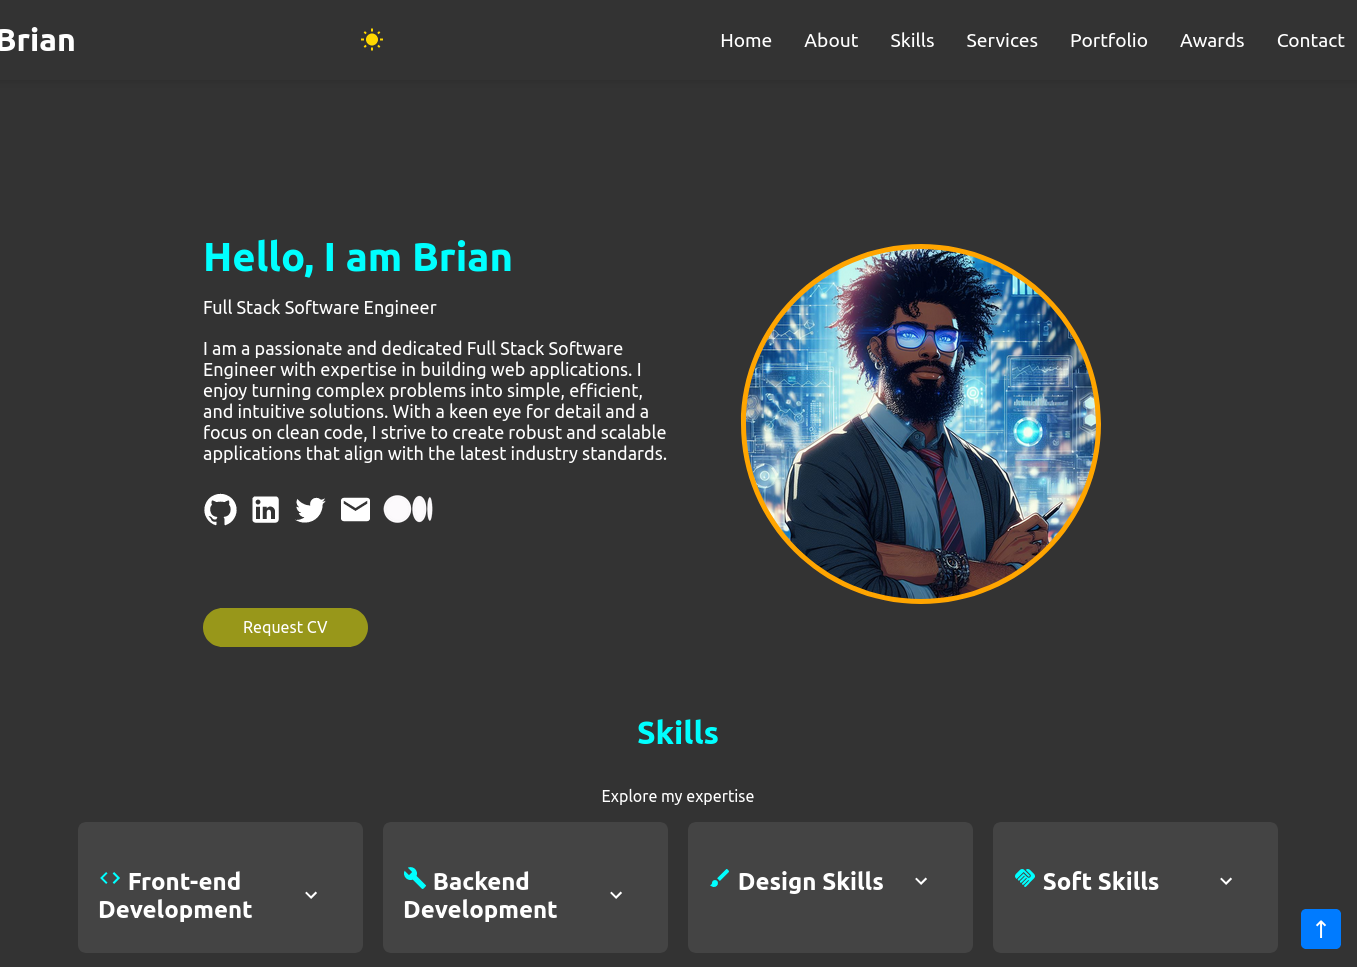 Brian
Home About Skills Services Portfolio Awards Contact
Hello, I am Brian
Full Stack Software Engineer
I am a passionate and dedicated Full Stack Software
Engineer with expertise in building web applications. I
enjoy turning complex problems into simple, efficient,
and intuitive solutions. With a keen eye for detail and a
focus on clean code, I strive to create robust and scalable
applications that align with the latest industry standards.
Request CV
Skills
Explore my expertise
Front-end
Development
Backend
Development
Design Skills
Soft Skills